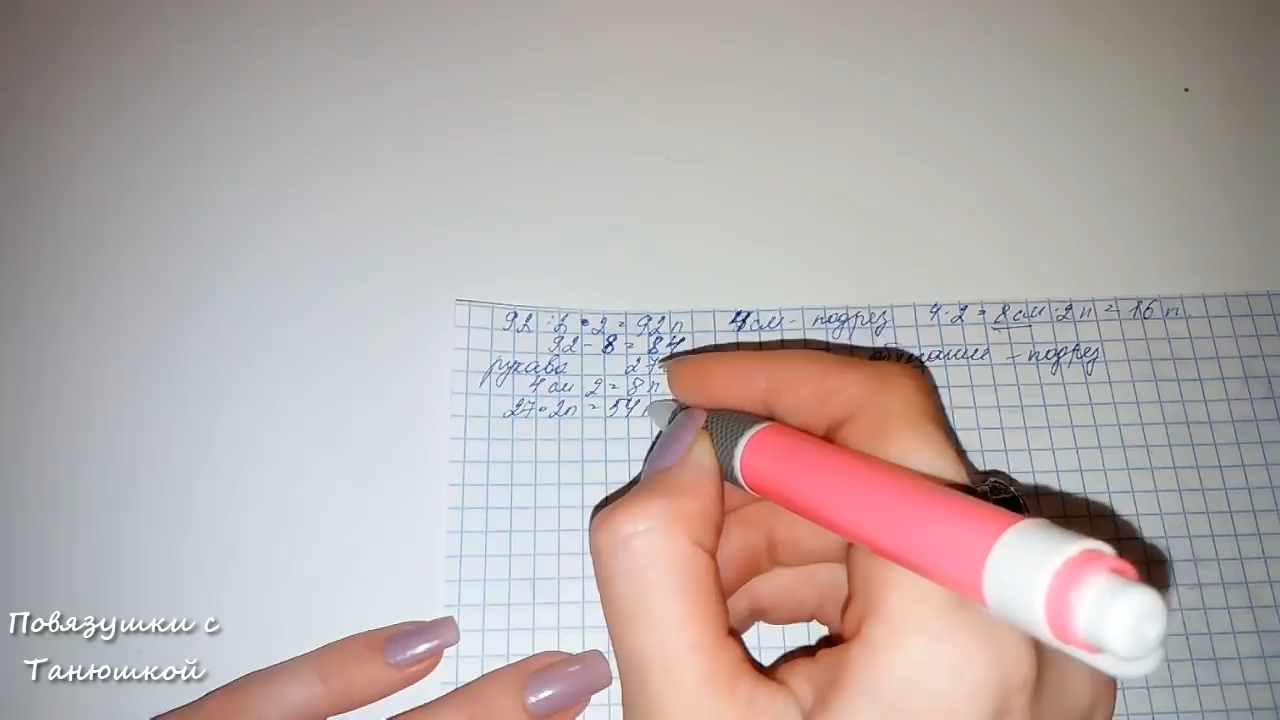 92 : 2 · 2 = 92 п 4 см - подрез 4 · 2 = 8 см · 2 п = 16 п.
92 - 8 = 84 - подрез
рукава 27
4 см 2 = 8 п
27 · 2 п = 54
Повязушки с
Танюшкой